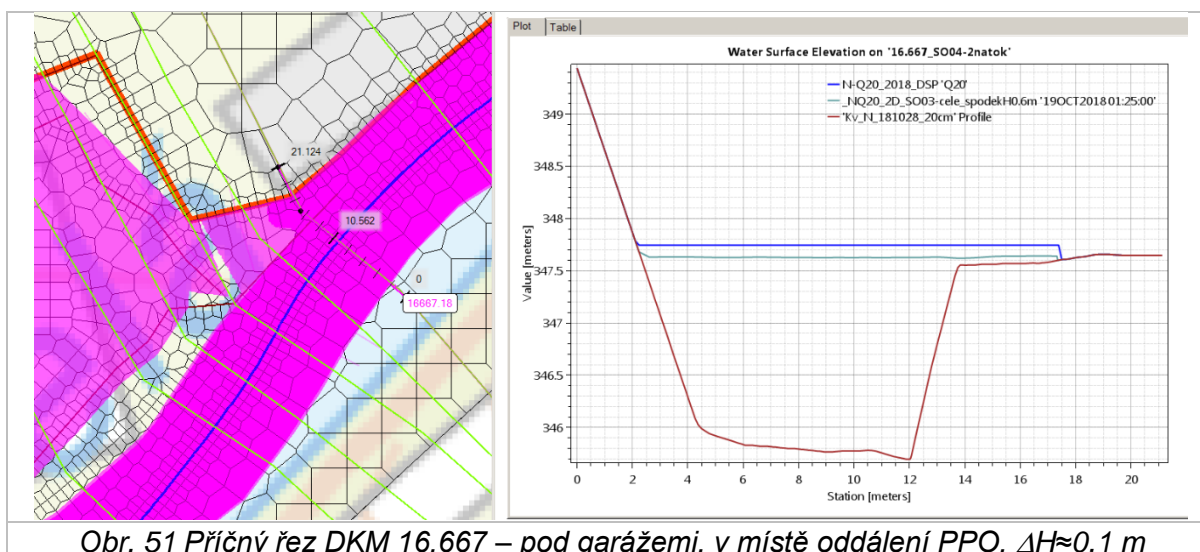 21.124
10.562
0
16667.18
Plot
Table
Water Surface Elevation on '16.667_SO04-2natok'
N-Q20_2018_DSP 'Q20'
_NQ20_2D_SO03-cele_spodekH0.6m '19OCT2018 01:25:00'
'Kv_N_181028_20cm' Profile
Value [meters]
349
348.5
348
347.5
347
346.5
346
0
2
4
6
8
10
12
14
16
18
20
Station [meters]
Obr. 51 Příčný řez DKM 16.667 – pod garážemi, v místě oddálení PPO, ΔH≈0,1 m